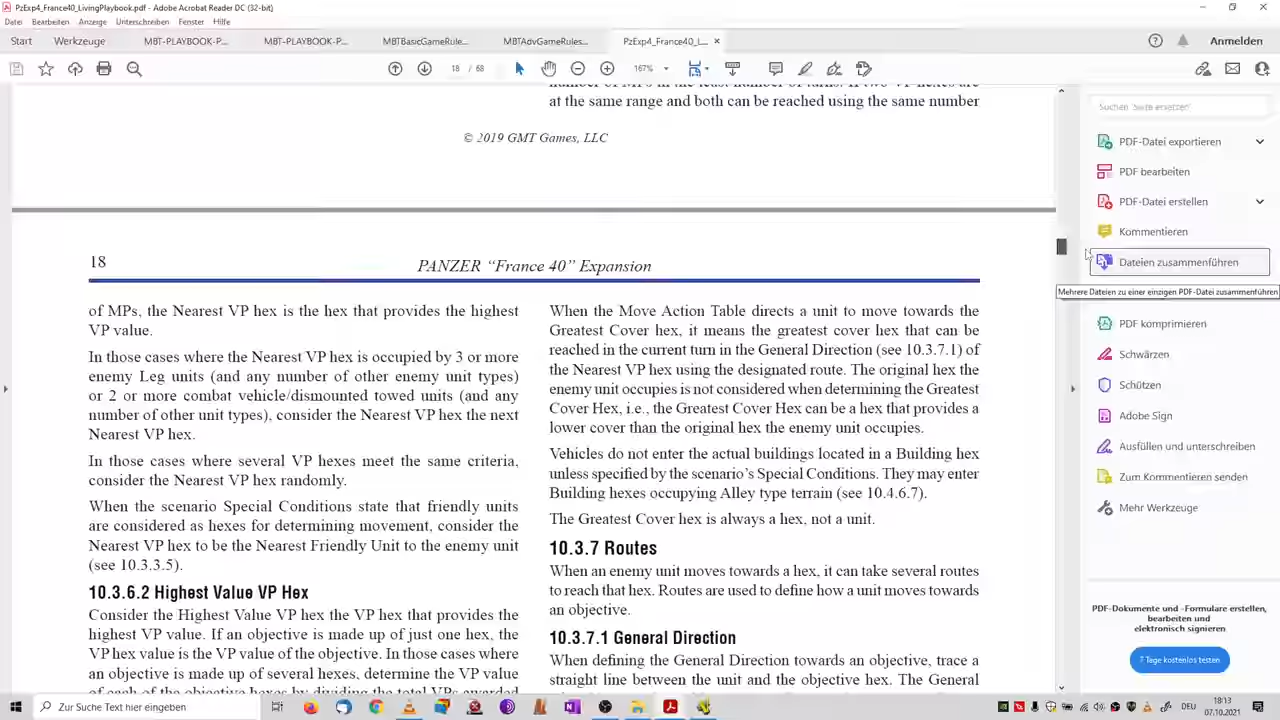 PzExp4_France40_LivingPlaybook.pdf - Adobe Acrobat Reader DC (32-bit)
Datei Bearbeiten Anzeige Unterschreiben Fenster Hilfe
Start Werkzeuge MBT-PLAYBOOK-P... MBT-PLAYBOOK-P... MBTBasicGameRule... MBTAdvGameRules... PzExp4_France40_L... ×
Anmelden
18 / 68 167%
at the same range and both can be reached using the same number
© 2019 GMT Games, LLC
18
PANZER “France 40” Expansion
of MPs, the Nearest VP hex is the hex that provides the highest
VP value.
In those cases where the Nearest VP hex is occupied by 3 or more
enemy Leg units (and any number of other enemy unit types)
or 2 or more combat vehicle/dismounted towed units (and any
number of other unit types), consider the Nearest VP hex the next
Nearest VP hex.
In those cases where several VP hexes meet the same criteria,
consider the Nearest VP hex randomly.
When the scenario Special Conditions state that friendly units
are considered as hexes for determining movement, consider the
Nearest VP hex to be the Nearest Friendly Unit to the enemy unit
(see 10.3.3.5).
10.3.6.2 Highest Value VP Hex
Consider the Highest Value VP hex the VP hex that provides the
highest VP value. If an objective is made up of just one hex, the
VP hex value is the VP value of the objective. In those cases where
an objective is made up of several hexes, determine the VP value
of each of the objective hexes by dividing the total VPs awarded
When the Move Action Table directs a unit to move towards the
Greatest Cover hex, it means the greatest cover hex that can be
reached in the current turn in the General Direction (see 10.3.7.1) of
the Nearest VP hex using the designated route. The original hex the
enemy unit occupies is not considered when determining the Greatest
Cover Hex, i.e., the Greatest Cover Hex can be a hex that provides a
lower cover than the original hex the enemy unit occupies.
Vehicles do not enter the actual buildings located in a Building hex
unless specified by the scenario’s Special Conditions. They may enter
Building hexes occupying Alley type terrain (see 10.4.6.7).
The Greatest Cover hex is always a hex, not a unit.
10.3.7 Routes
When an enemy unit moves towards a hex, it can take several routes
to reach that hex. Routes are used to define how a unit moves towards
an objective.
10.3.7.1 General Direction
When defining the General Direction towards an objective, trace a
straight line between the unit and the objective hex. The General
Suchen 'Seite ersetzen'
PDF-Datei exportieren
PDF bearbeiten
PDF-Datei erstellen
Kommentieren
Dateien zusammenführen
Mehrere Dateien zu einer einzigen PDF-Datei zusammenführen
PDF komprimieren
Schwärzen
Schützen
Adobe Sign
Ausfüllen und unterschreiben
Zum Kommentieren senden
Mehr Werkzeuge
PDF-Dokumente und -Formulare erstellen,
bearbeiten und
elektronisch signieren
7 Tage kostenlos testen
Zur Suche Text hier eingeben
DEU
18:13
07.10.2021